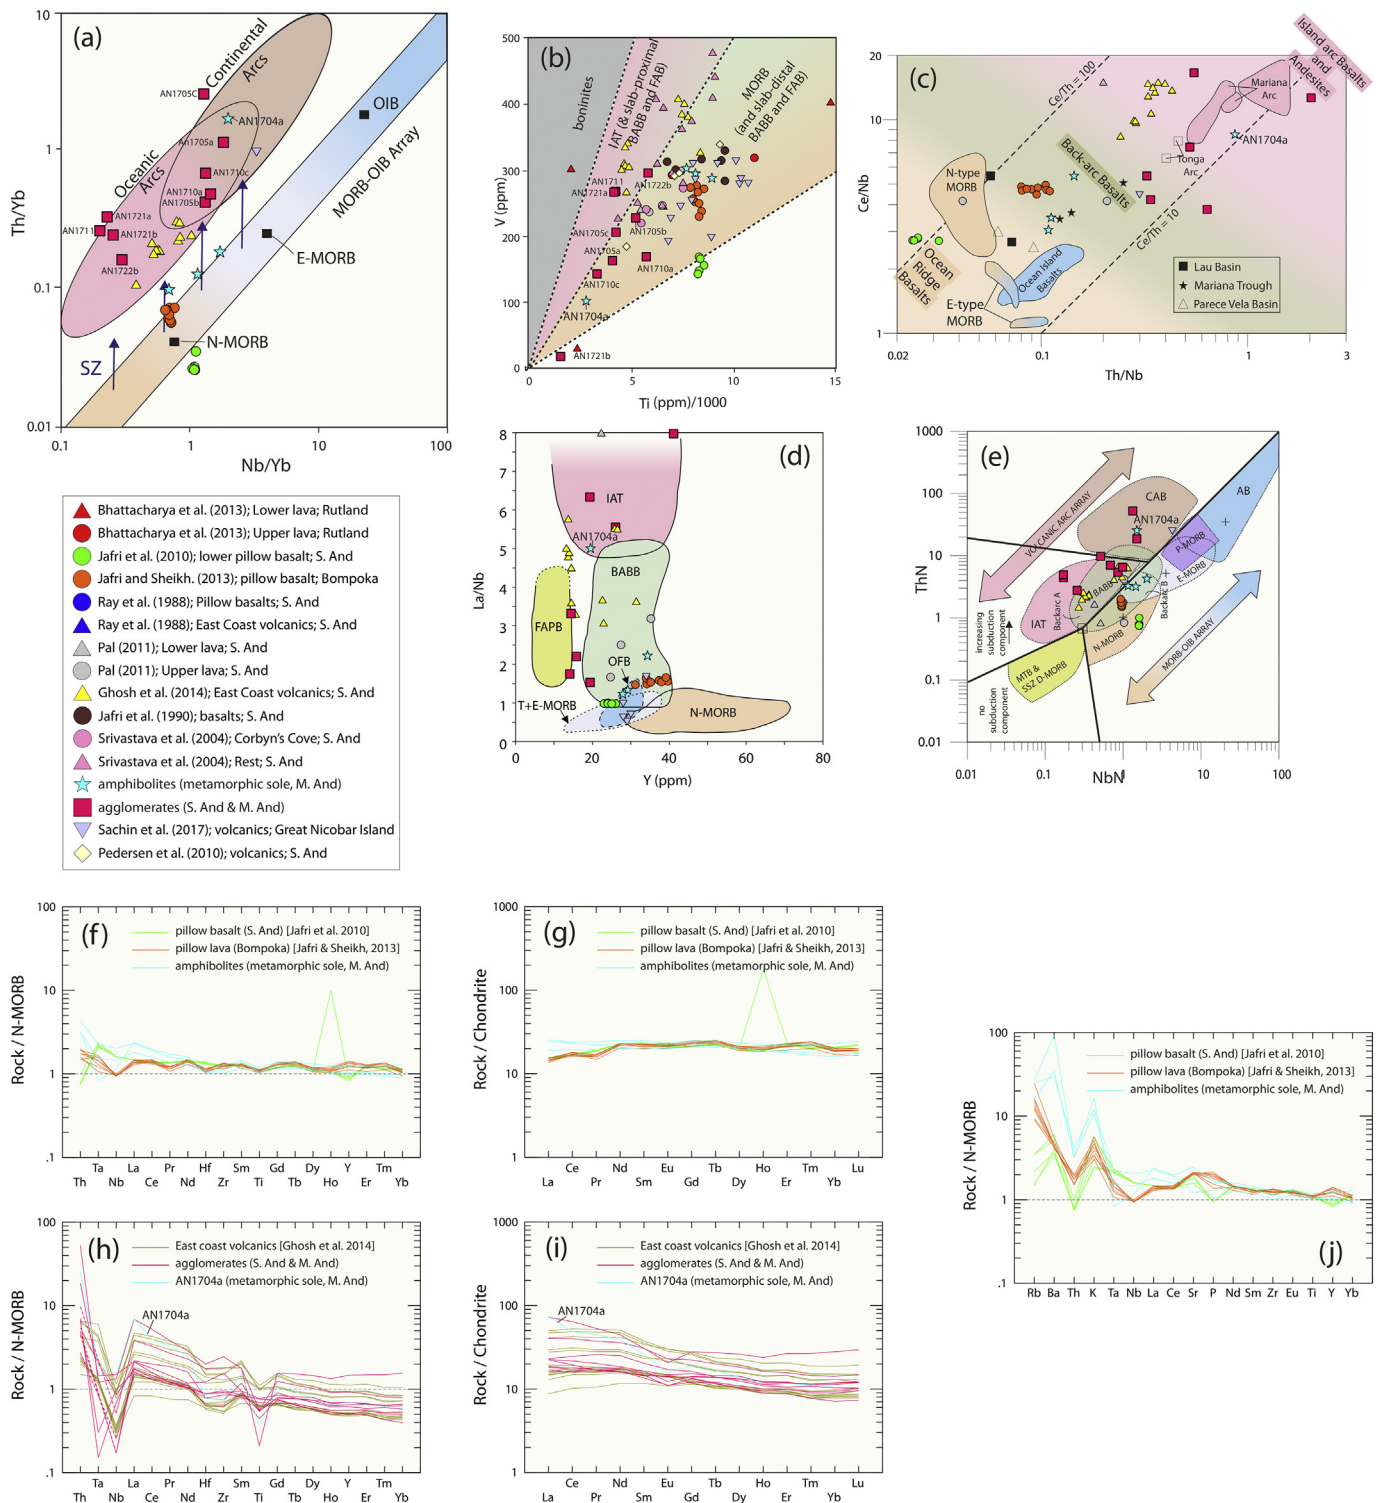 (a)
Continental
Arcs
Oceanic
Arcs
AN1705C
AN1704a
AN1705a
AN1710c
AN1710a
AN1705b
AN1721a
AN1711
AN1721b
AN1722b
OIB
MORB-OIB Array
E-MORB
N-MORB
SZ
Th/Yb
10
1
0.1
0.01
0.1
1
10
100
Nb/Yb
(b)
boninites
IAT (& slab-proximal
BABB and FAB)
MORB
(and slab-distal
BABB and FAB)
AN1711
AN1721a
AN1722b
AN1705c
AN1705b
AN1705a
AN1710a
AN1710c
AN1704a
AN1721b
V (ppm)
500
400
300
200
100
0
0
5
10
15
Ti (ppm)/1000
(c)
Island arc Basalts
and
Andesites
Ce/Th = 100
Mariana
Arc
AN1704a
Back-arc Basalts
Tonga
Arc
N-type
MORB
Ce/Th = 10
Ocean
Ridge
Basalts
Ocean Island
Basalts
E-type
MORB
Lau Basin
Mariana Trough
Parece Vela Basin
Ce/Nb
20
10
1
0.02
0.1
1
3
Th/Nb
Bhattacharya et al. (2013); Lower lava; Rutland
Bhattacharya et al. (2013); Upper lava; Rutland
Jafri et al. (2010); lower pillow basalt; S. And
Jafri and Sheikh. (2013); pillow basalt; Bompoka
Ray et al. (1988); Pillow basalts; S. And
Ray et al. (1988); East Coast volcanics; S. And
Pal (2011); Lower lava; S. And
Pal (2011); Upper lava; S. And
Ghosh et al. (2014); East Coast volcanics; S. And
Jafri et al. (1990); basalts; S. And
Srivastava et al. (2004); Corbyn's Cove; S. And
Srivastava et al. (2004); Rest; S. And
amphibolites (metamorphic sole, M. And)
agglomerates (S. And & M. And)
Sachin et al. (2017); volcanics; Great Nicobar Island
Pedersen et al. (2010); volcanics; S. And
(d)
IAT
AN1704a
BABB
FAPB
OFB
T+E-MORB
N-MORB
La/Nb
8
7
6
5
4
3
2
1
0
0
20
40
60
80
Y (ppm)
(e)
VOLCANIC ARC ARRAY
CAB
AN1704a
AB
P-MORB
E-MORB
BABB
Backarc A
Backarc B
IAT
N-MORB
MTB &
SSZ D-MORB
MORB-OIB ARRAY
increasing
subduction
component
no
subduction
component
ThN
1000
100
10
1
0.1
0.01
0.01
0.1
1
10
100
NbN
(f)
pillow basalt (S. And) [Jafri et al. 2010]
pillow lava (Bompoka) [Jafri & Sheikh, 2013]
amphibolites (metamorphic sole, M. And)
Rock / N-MORB
100
10
1
.1
Ta La Pr Hf Sm Gd Dy Y Tm
Th Nb Ce Nd Zr Ti Tb Ho Er Yb
(g)
pillow basalt (S. And) [Jafri et al. 2010]
pillow lava (Bompoka) [Jafri & Sheikh, 2013]
amphibolites (metamorphic sole, M. And)
Rock / Chondrite
1000
100
10
1
Ce Nd Eu Tb Ho Tm Lu
La Pr Sm Gd Dy Er Yb
(h)
East coast volcanics [Ghosh et al. 2014]
agglomerates (S. And & M. And)
AN1704a (metamorphic sole, M. And)
AN1704a
Rock / N-MORB
100
10
1
.1
Ta La Pr Hf Sm Gd Dy Y Tm
Th Nb Ce Nd Zr Ti Tb Ho Er Yb
(i)
East coast volcanics [Ghosh et al. 2014]
agglomerates (S. And & M. And)
AN1704a (metamorphic sole, M. And)
AN1704a
Rock / Chondrite
1000
100
10
1
Ce Nd Eu Tb Ho Tm Lu
La Pr Sm Gd Dy Er Yb
(j)
pillow basalt (S. And) [Jafri et al. 2010]
pillow lava (Bompoka) [Jafri & Sheikh, 2013]
amphibolites (metamorphic sole, M. And)
Rock / N-MORB
100
10
1
.1
Rb Ba Th K Ta Nb La Ce Sr P Nd Sm Zr Eu Ti Y Yb